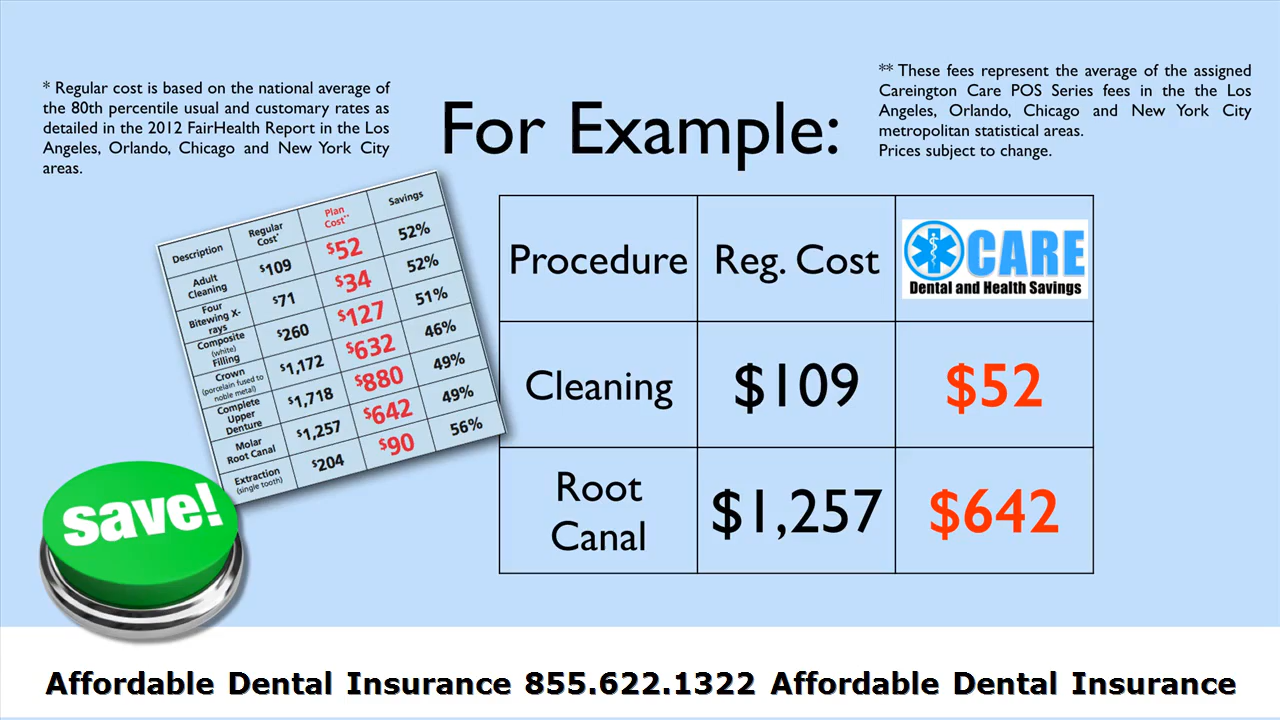 * Regular cost is based on the national average of
the 80th percentile usual and customary rates as
detailed in the 2012 FairHealth Report in the Los
Angeles, Orlando, Chicago and New York City
areas.
For Example:
** These fees represent the average of the assigned
Careington Care POS Series fees in the the Los
Angeles, Orlando, Chicago and New York City
metropolitan statistical areas.
Prices subject to change.
Description Regular Cost* Plan Cost** Savings
Adult Cleaning $109 $52 52%
Four Bitewing X-rays $71 $34 52%
Composite (white) Filling $260 $127 51%
Crown (porcelain fused to noble metal) $1,172 $632 46%
Complete Upper Denture $1,718 $880 49%
Molar Root Canal $1,257 $642 49%
Extraction (single tooth) $204 $90 56%
Procedure Reg. Cost CARE
Dental and Health Savings
Cleaning $109 $52
Root
Canal $1,257 $642
save!
Affordable Dental Insurance 855.622.1322 Affordable Dental Insurance